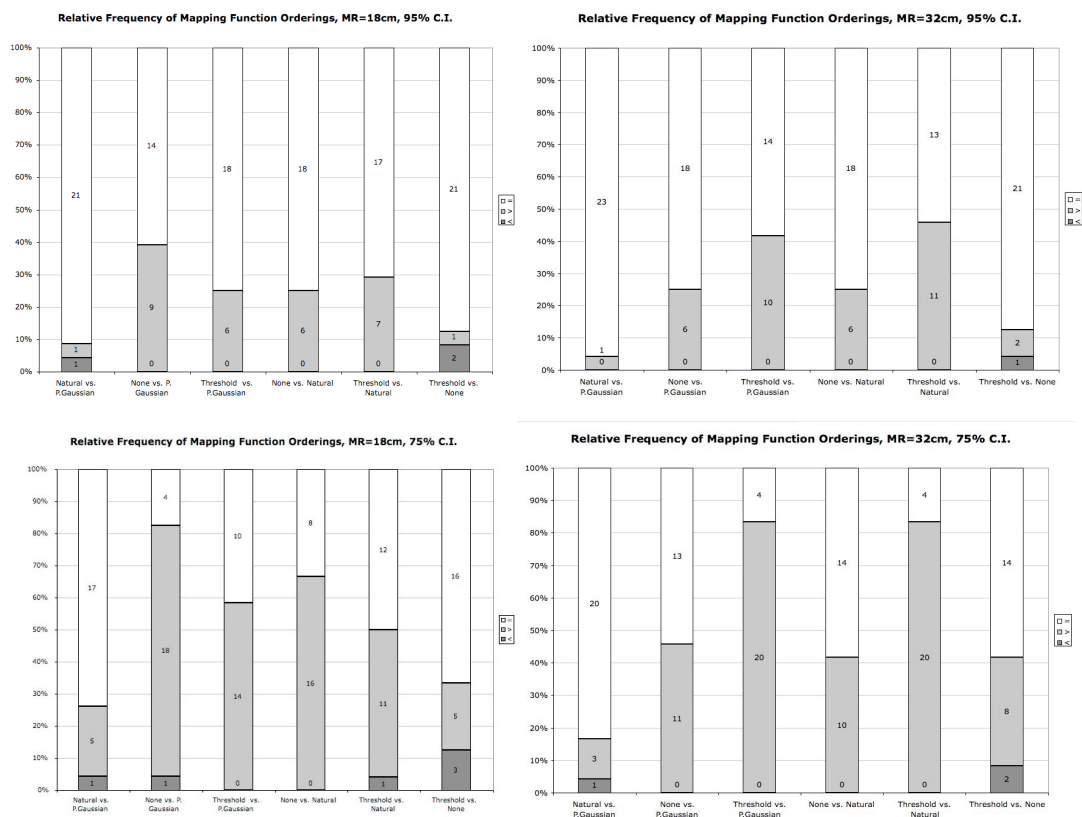 Relative Frequency of Mapping Function Orderings, MR=18cm, 95% C.I.
100%
90%
80%
70%
60%
50%
40%
30%
20%
10%
0%
21
1
1
14
9
0
18
6
0
18
6
0
17
7
0
21
1
2
Natural vs.
P.Gaussian
None vs. P.
Gaussian
Threshold vs.
P.Gaussian
None vs. Natural
Threshold vs.
Natural
Threshold vs.
None
=
>
<
Relative Frequency of Mapping Function Orderings, MR=32cm, 95% C.I.
100%
90%
80%
70%
60%
50%
40%
30%
20%
10%
0%
23
1
0
18
6
0
14
10
0
18
6
0
13
11
0
21
2
1
Natural vs.
P.Gaussian
None vs.
P.Gaussian
Threshold vs.
P.Gaussian
None vs. Natural
Threshold vs.
Natural
Threshold vs. None
=
>
<
Relative Frequency of Mapping Function Orderings, MR=18cm, 75% C.I.
100%
90%
80%
70%
60%
50%
40%
30%
20%
10%
0%
17
5
1
4
18
1
10
14
0
8
16
0
12
11
1
16
5
3
Natural vs.
P.Gaussian
None vs. P.
Gaussian
Threshold vs.
P.Gaussian
None vs. Natural
Threshold vs.
Natural
Threshold vs.
None
=
>
<
Relative Frequency of Mapping Function Orderings, MR=32cm, 75% C.I.
100%
90%
80%
70%
60%
50%
40%
30%
20%
10%
0%
20
3
1
13
11
0
4
20
0
14
10
0
4
20
0
14
8
2
Natural vs.
P.Gaussian
None vs.
P.Gaussian
Threshold vs.
P.Gaussian
None vs. Natural
Threshold vs.
Natural
Threshold vs. None
=
>
<